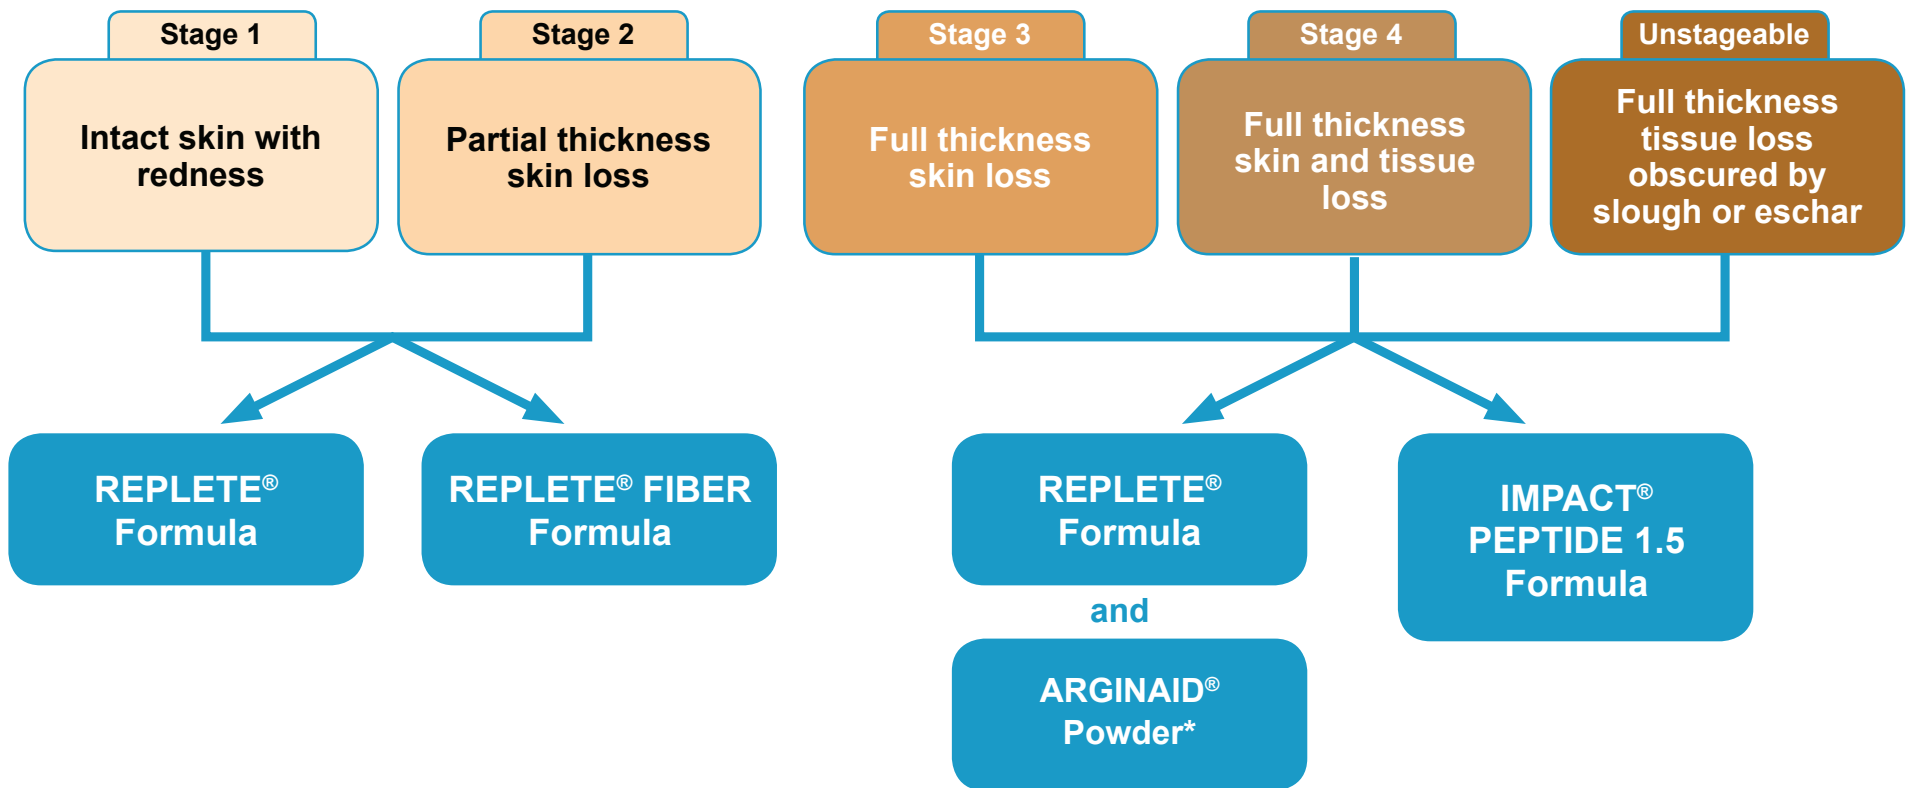 Stage 1
Intact skin with
redness
Stage 2
Partial thickness
skin loss
Stage 3
Full thickness
skin loss
Stage 4
Full thickness
skin and tissue
loss
Unstageable
Full thickness
tissue loss
obscured by
slough or eschar
REPLETE®
Formula
REPLETE® FIBER
Formula
REPLETE®
Formula
and
ARGINAID®
Powder*
IMPACT®
PEPTIDE 1.5
Formula